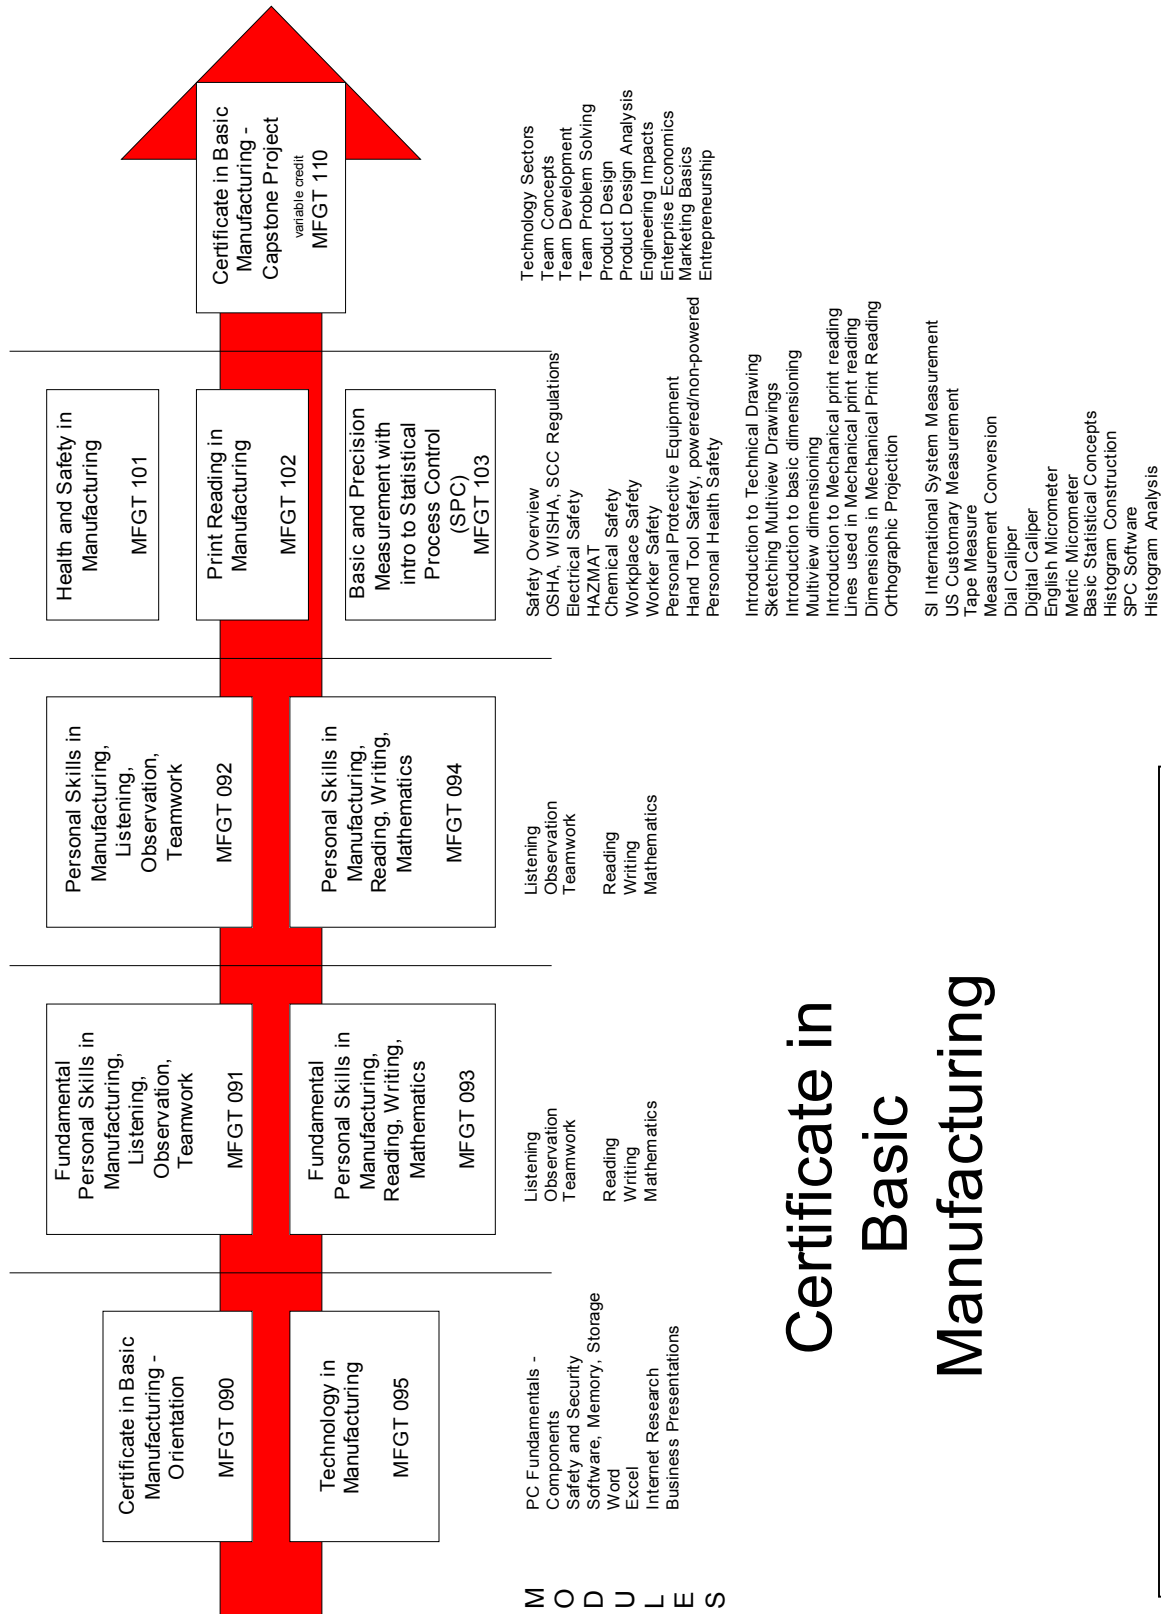 Certificate in Basic
Manufacturing -
Orientation
MFGT 090
Technology in
Manufacturing
MFGT 095
Fundamental
Personal Skills in
Manufacturing,
Listening,
Observation,
Teamwork
MFGT 091
Fundamental
Personal Skills in
Manufacturing,
Reading, Writing,
Mathematics
MFGT 093
Personal Skills in
Manufacturing,
Listening,
Observation,
Teamwork
MFGT 092
Personal Skills in
Manufacturing,
Reading, Writing,
Mathematics
MFGT 094
Health and Safety in
Manufacturing
MFGT 101
Print Reading in
Manufacturing
MFGT 102
Basic and Precision
Measurement with
intro to Statistical
Process Control
(SPC)
MFGT 103
Certificate in Basic
Manufacturing -
Capstone Project
variable credit
MFGT 110
M
O
D
U
L
E
S
PC Fundamentals -
Components
Safety and Security
Software, Memory, Storage
Word
Excel
Internet Research
Business Presentations
Listening
Observation
Teamwork
Reading
Writing
Mathematics
Listening
Observation
Teamwork
Reading
Writing
Mathematics
Safety Overview
OSHA, WISHA, SCC Regulations
Electrical Safety
HAZMAT
Chemical Safety
Workplace Safety
Worker Safety
Personal Protective Equipment
Hand Tool Safety, powered/non-powered
Personal Health Safety
Introduction to Technical Drawing
Sketching Multiview Drawings
Introduction to basic dimensioning
Multiview dimensioning
Introduction to Mechanical print reading
Lines used in Mechanical print reading
Dimensions in Mechanical Print Reading
Orthographic Projection
SI International System Measurement
US Customary Measurement
Tape Measure
Measurement Conversion
Dial Caliper
Digital Caliper
English Micrometer
Metric Micrometer
Basic Statistical Concepts
Histogram Construction
SPC Software
Histogram Analysis
Technology Sectors
Team Concepts
Team Development
Team Problem Solving
Product Design
Product Design Analysis
Engineering Impacts
Enterprise Economics
Marketing Basics
Entrepreneurship
Certificate in
Basic
Manufacturing